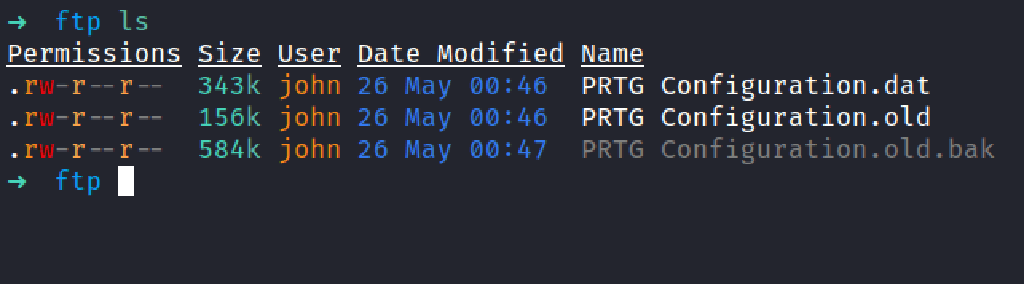 ➜  ftp ls
Permissions Size User Date Modified Name
.rw-r--r--  343k john 26 May 00:46  PRTG Configuration.dat
.rw-r--r--  156k john 26 May 00:46  PRTG Configuration.old
.rw-r--r--  584k john 26 May 00:47  PRTG Configuration.old.bak
➜  ftp